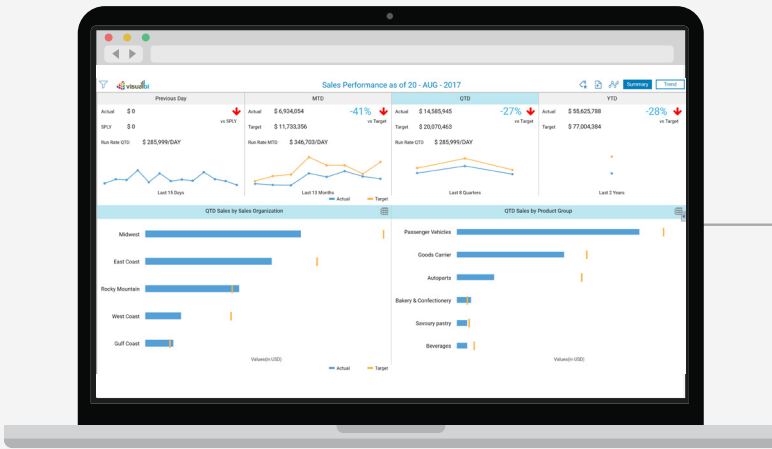 visualbi
Sales Performance as of 20 - AUG - 2017
Summary
Trend
Previous Day
MTD
QTD
YTD
Actual $ 0
vs SPLY
SPLY $ 0
Run Rate QTD $ 285,999/DAY
Last 15 Days
Actual $ 6,934,054 -41%
vs Target
Target $ 11,733,356
Run Rate MTD $ 346,703/DAY
Last 13 Months
Actual Target
Actual $ 14,585,945 -27%
vs Target
Target $ 20,070,463
Run Rate QTD $ 285,999/DAY
Last 8 Quarters
Actual $ 55,625,788 -28%
vs Target
Target $ 77,004,384
Last 2 Years
QTD Sales by Sales Organization
Midwest
East Coast
Rocky Mountain
West Coast
Gulf Coast
Values(in USD)
Actual Target
QTD Sales by Product Group
Passenger Vehicles
Goods Carrier
Autoparts
Bakery & Confectionery
Savoury pastry
Beverages
Values(in USD)